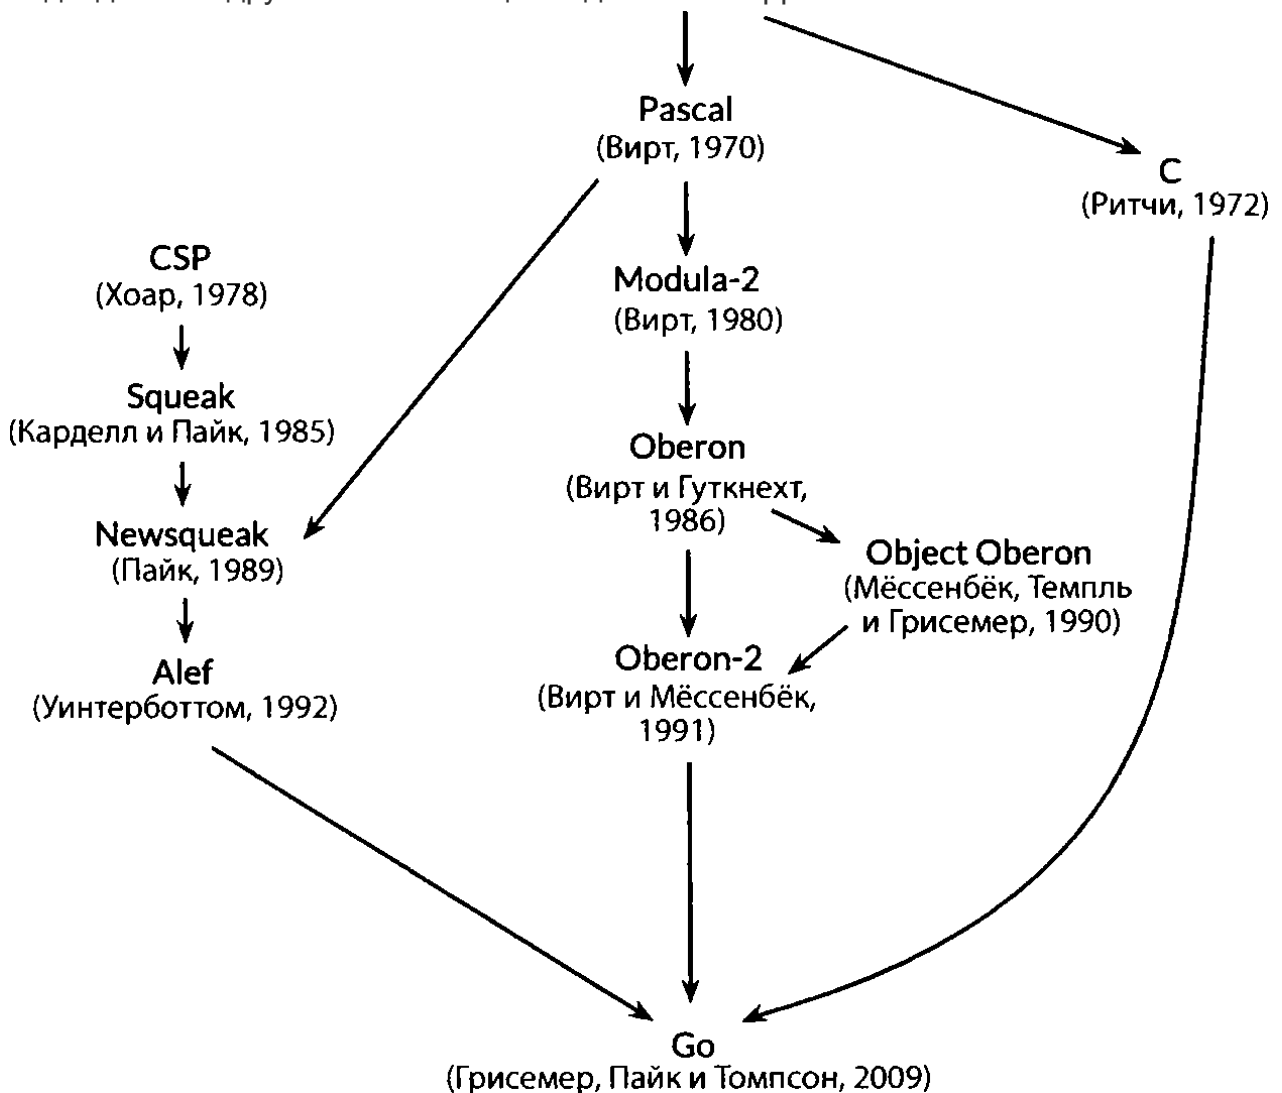 Pascal
(Вирт, 1970)
C
(Ритчи, 1972)
CSP
(Хоар, 1978)
Modula-2
(Вирт, 1980)
Squeak
(Карделл и Пайк, 1985)
Oberon
(Вирт и Гуткнехт,
1986)
Newsqueak
(Пайк, 1989)
Object Oberon
(Мёссенбёк, Темпль
и Грисемер, 1990)
Oberon-2
(Вирт и Мёссенбёк,
1991)
Alef
(Уинтерботтом, 1992)
Go
(Грисемер, Пайк и Томпсон, 2009)